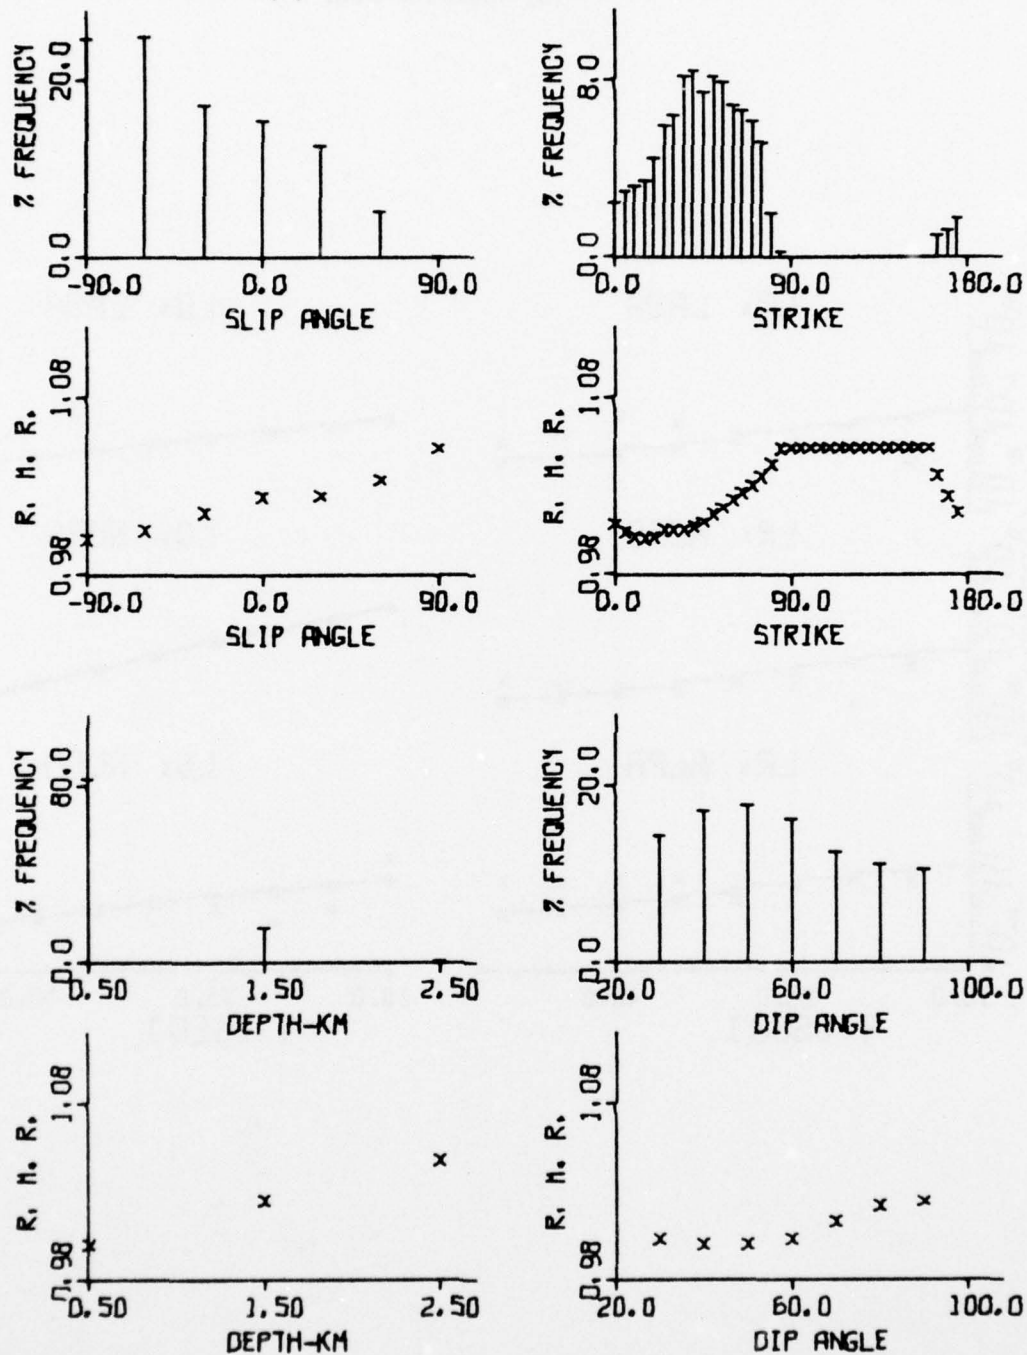 % FREQUENCY
20.0
0.0
-90.0 0.0 90.0
SLIP ANGLE
% FREQUENCY
8.0
0.0
0.0 90.0 180.0
STRIKE
R. M. R.
1.08
0.98
-90.0 0.0 90.0
SLIP ANGLE
R. M. R.
1.08
0.98
0.0 90.0 180.0
STRIKE
% FREQUENCY
80.0
0.0
0.50 1.50 2.50
DEPTH-KM
% FREQUENCY
20.0
0.0
20.0 60.0 100.0
DIP ANGLE
R. M. R.
1.08
0.98
0.50 1.50 2.50
DEPTH-KM
R. M. R.
1.08
0.98
20.0 60.0 100.0
DIP ANGLE